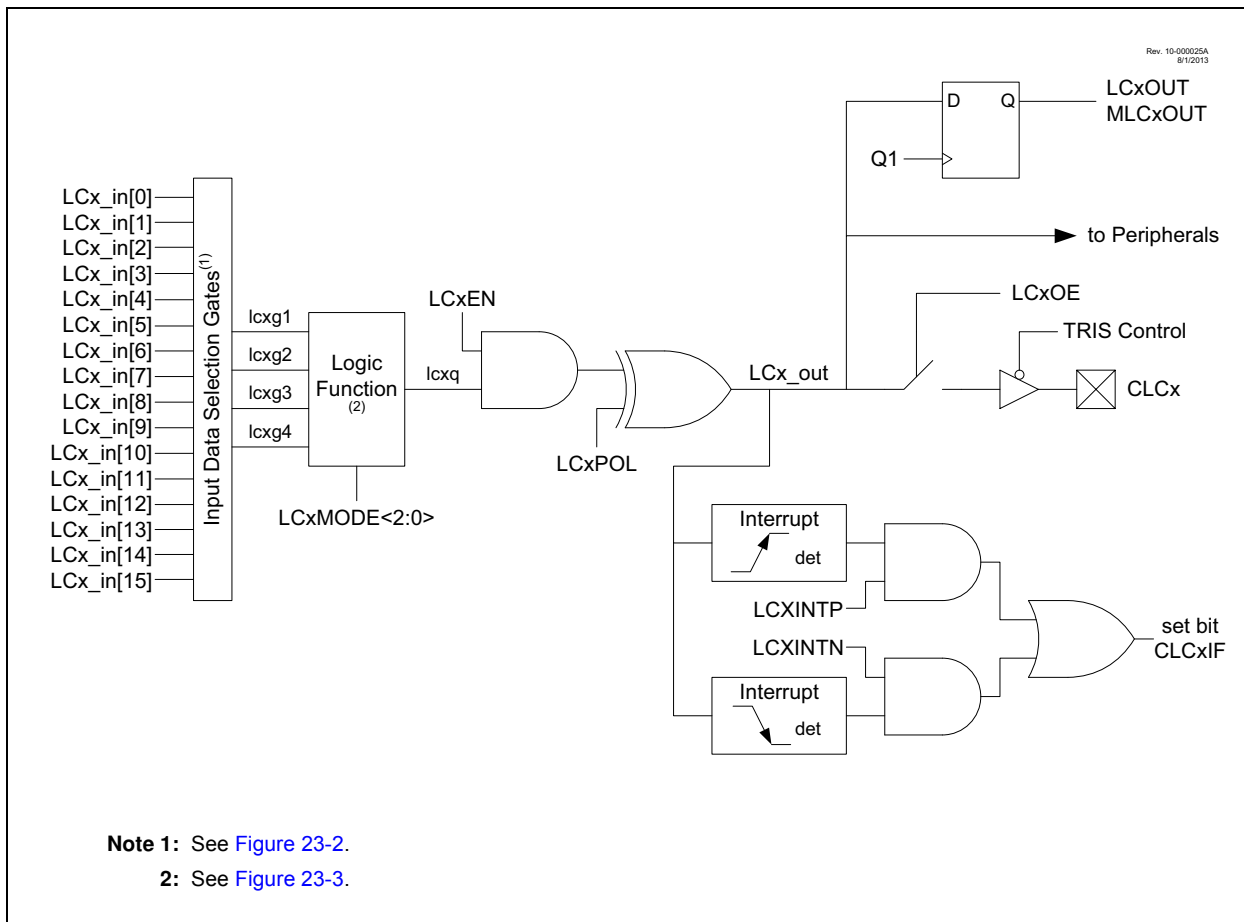 Rev. 10-000025A
8/1/2013
LCxOUT
MLCxOUT
D
Q
Q1
to Peripherals
LCxOE
TRIS Control
CLCx
LCx_in[0]
LCx_in[1]
LCx_in[2]
LCx_in[3]
LCx_in[4]
LCx_in[5]
LCx_in[6]
LCx_in[7]
LCx_in[8]
LCx_in[9]
LCx_in[10]
LCx_in[11]
LCx_in[12]
LCx_in[13]
LCx_in[14]
LCx_in[15]
Input Data Selection Gates(1)
lcxg1
lcxg2
lcxg3
lcxg4
Logic
Function
(2)
LCxMODE<2:0>
lcxq
LCxEN
LCxPOL
LCx_out
Interrupt
det
LCXINTP
LCXINTN
Interrupt
det
set bit
CLCxIF
Note 1: See Figure 23-2.
2: See Figure 23-3.